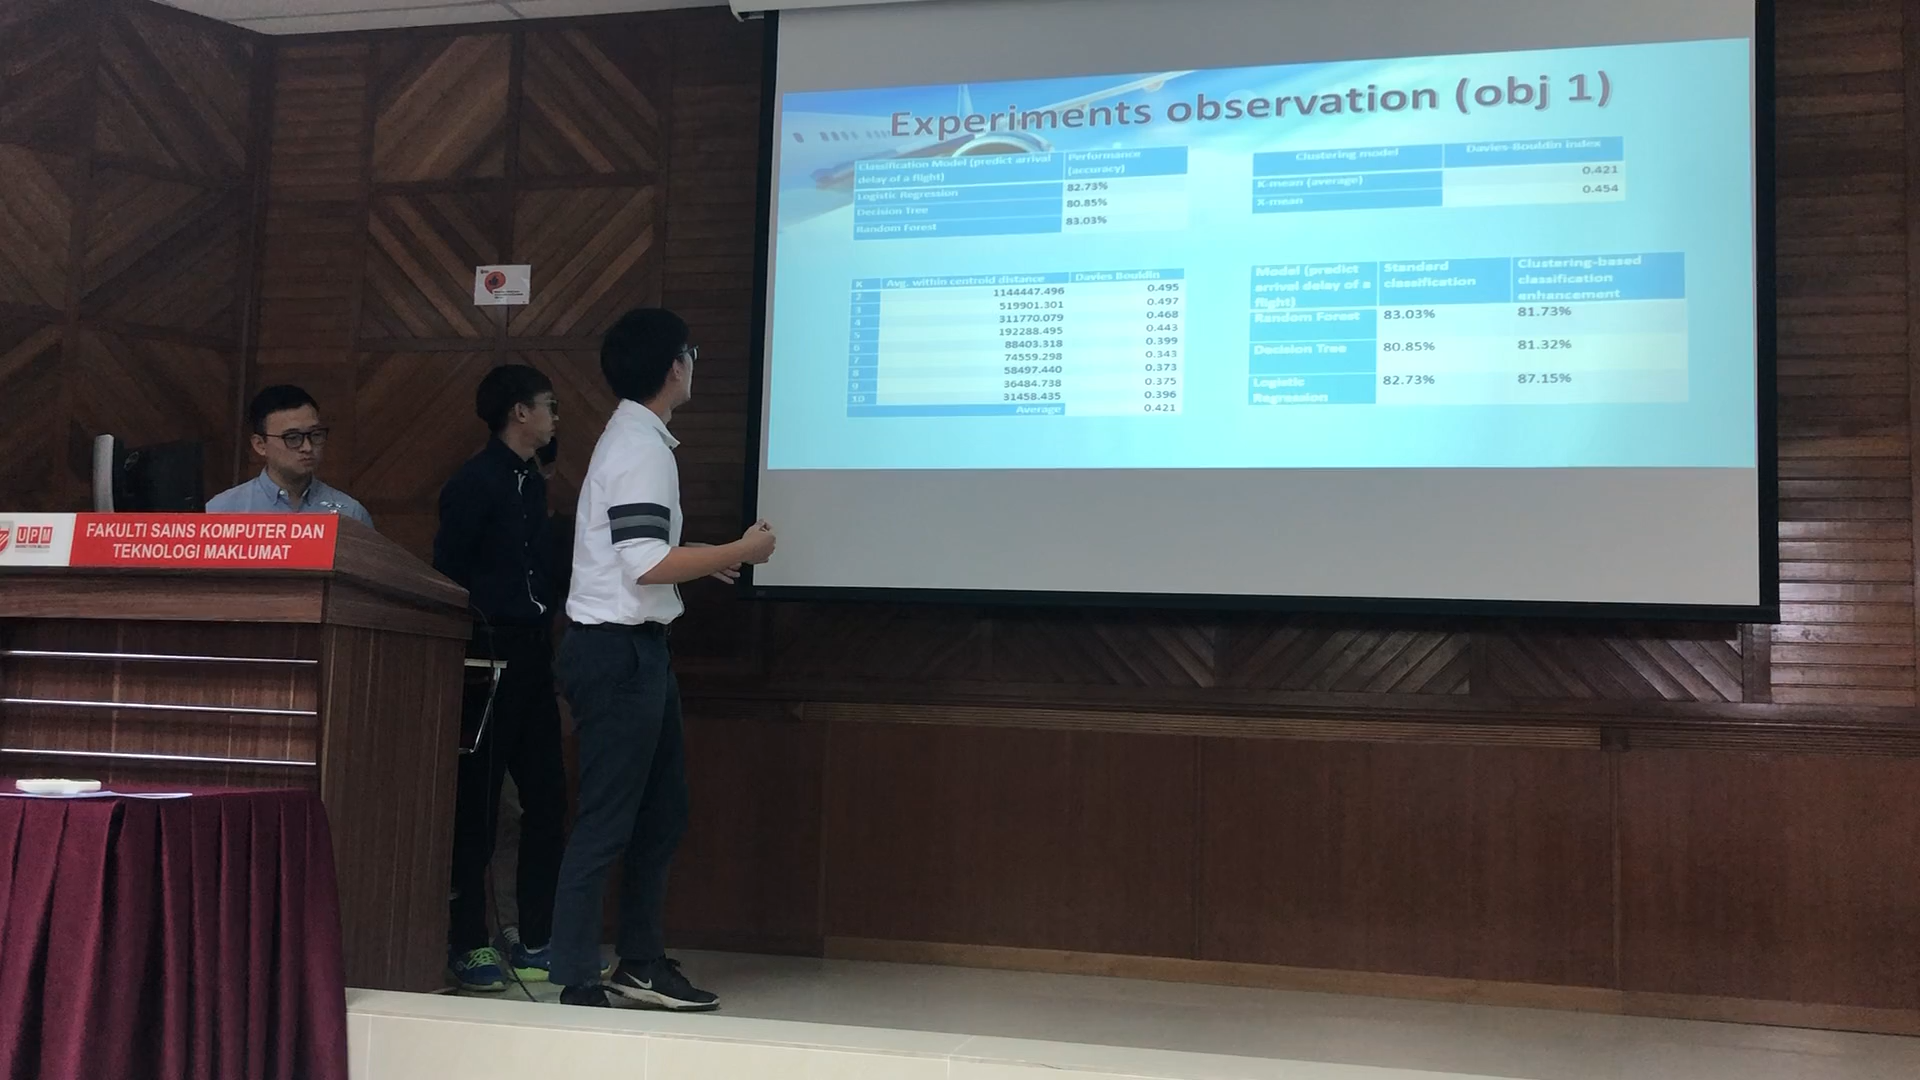 Experiments observation (obj 1)
Classification Model (predict arrival delay of a flight) Performance (accuracy)
Logistic Regression 82.73%
Decision Tree 80.85%
Random Forest 83.03%
Clustering model Davies-Bouldin index
K-mean (average) 0.421
X-mean 0.454
K Avg. within centroid distance Davies Bouldin
2 1144447.496 0.495
3 519901.301 0.497
4 311770.079 0.468
5 192288.495 0.443
6 88403.318 0.399
7 74559.298 0.343
8 58497.440 0.373
9 36484.738 0.375
10 31458.435 0.396
Average 0.421
Model (predict arrival delay of a flight) Standard classification Clustering-based classification enhancement
Random Forest 83.03% 81.73%
Decision Tree 80.85% 81.32%
Logistic Regression 82.73% 87.15%
UPM
FAKULTI SAINS KOMPUTER DAN
TEKNOLOGI MAKLUMAT